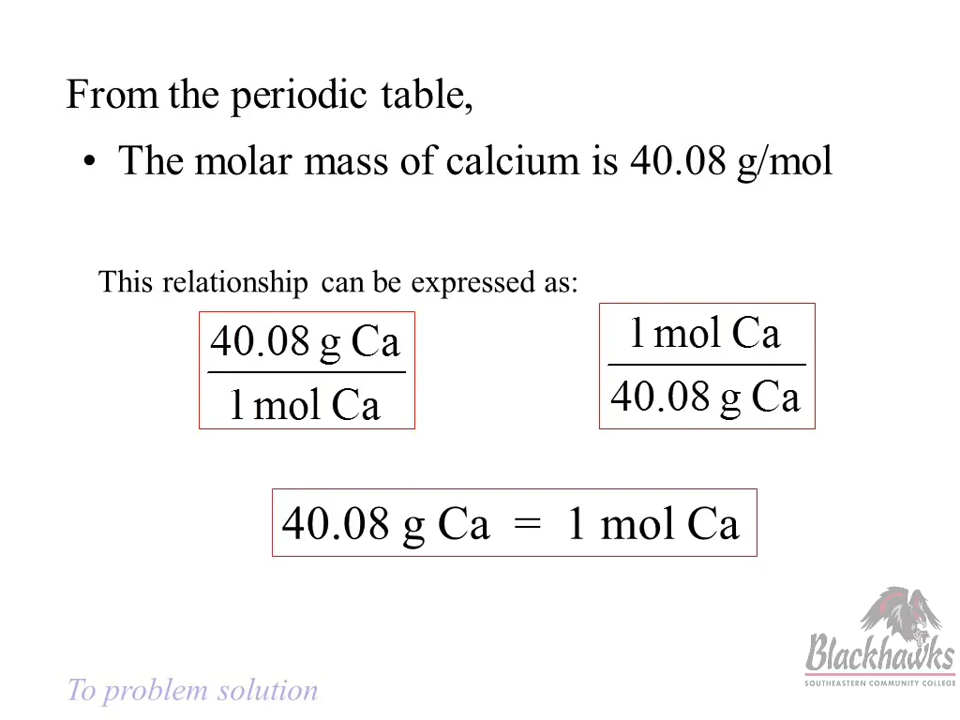 From the periodic table,
• The molar mass of calcium is 40.08 g/mol
This relationship can be expressed as:
40.08 g Ca
1 mol Ca
1 mol Ca
40.08 g Ca
40.08 g Ca = 1 mol Ca
Blackhawks
SOUTHEASTERN COMMUNITY COLLEGE
To problem solution